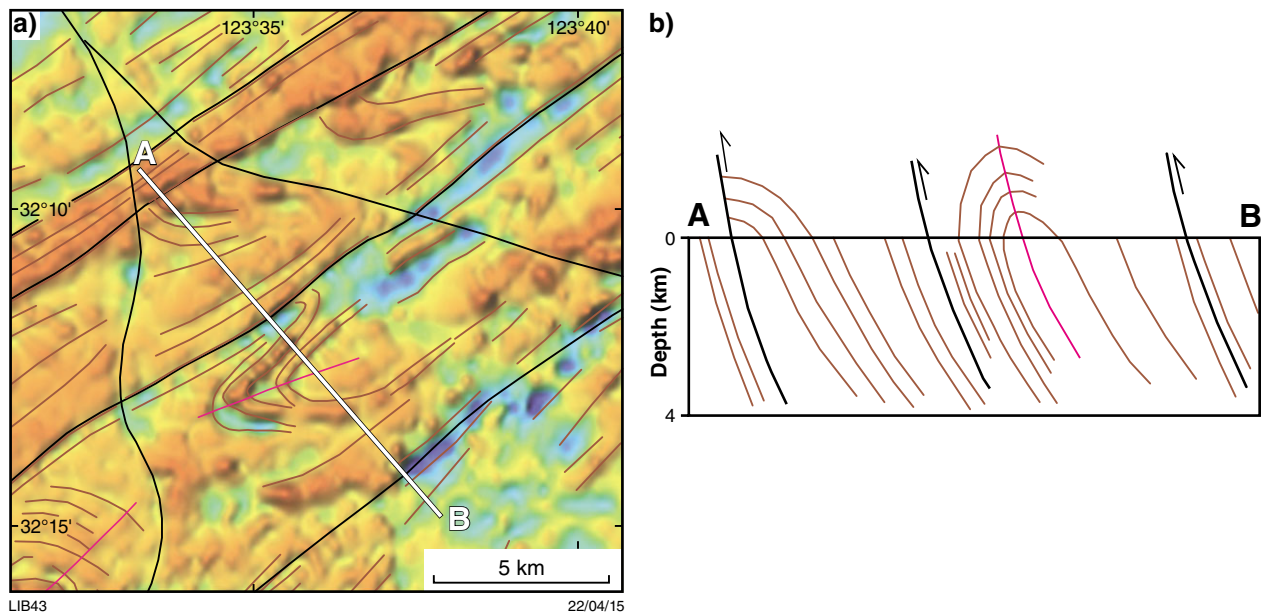 a)
123°35'
123°40'
A
32°10'
32°15'
B
5 km
LIB43
22/04/15
b)
A
B
0
Depth (km)
4